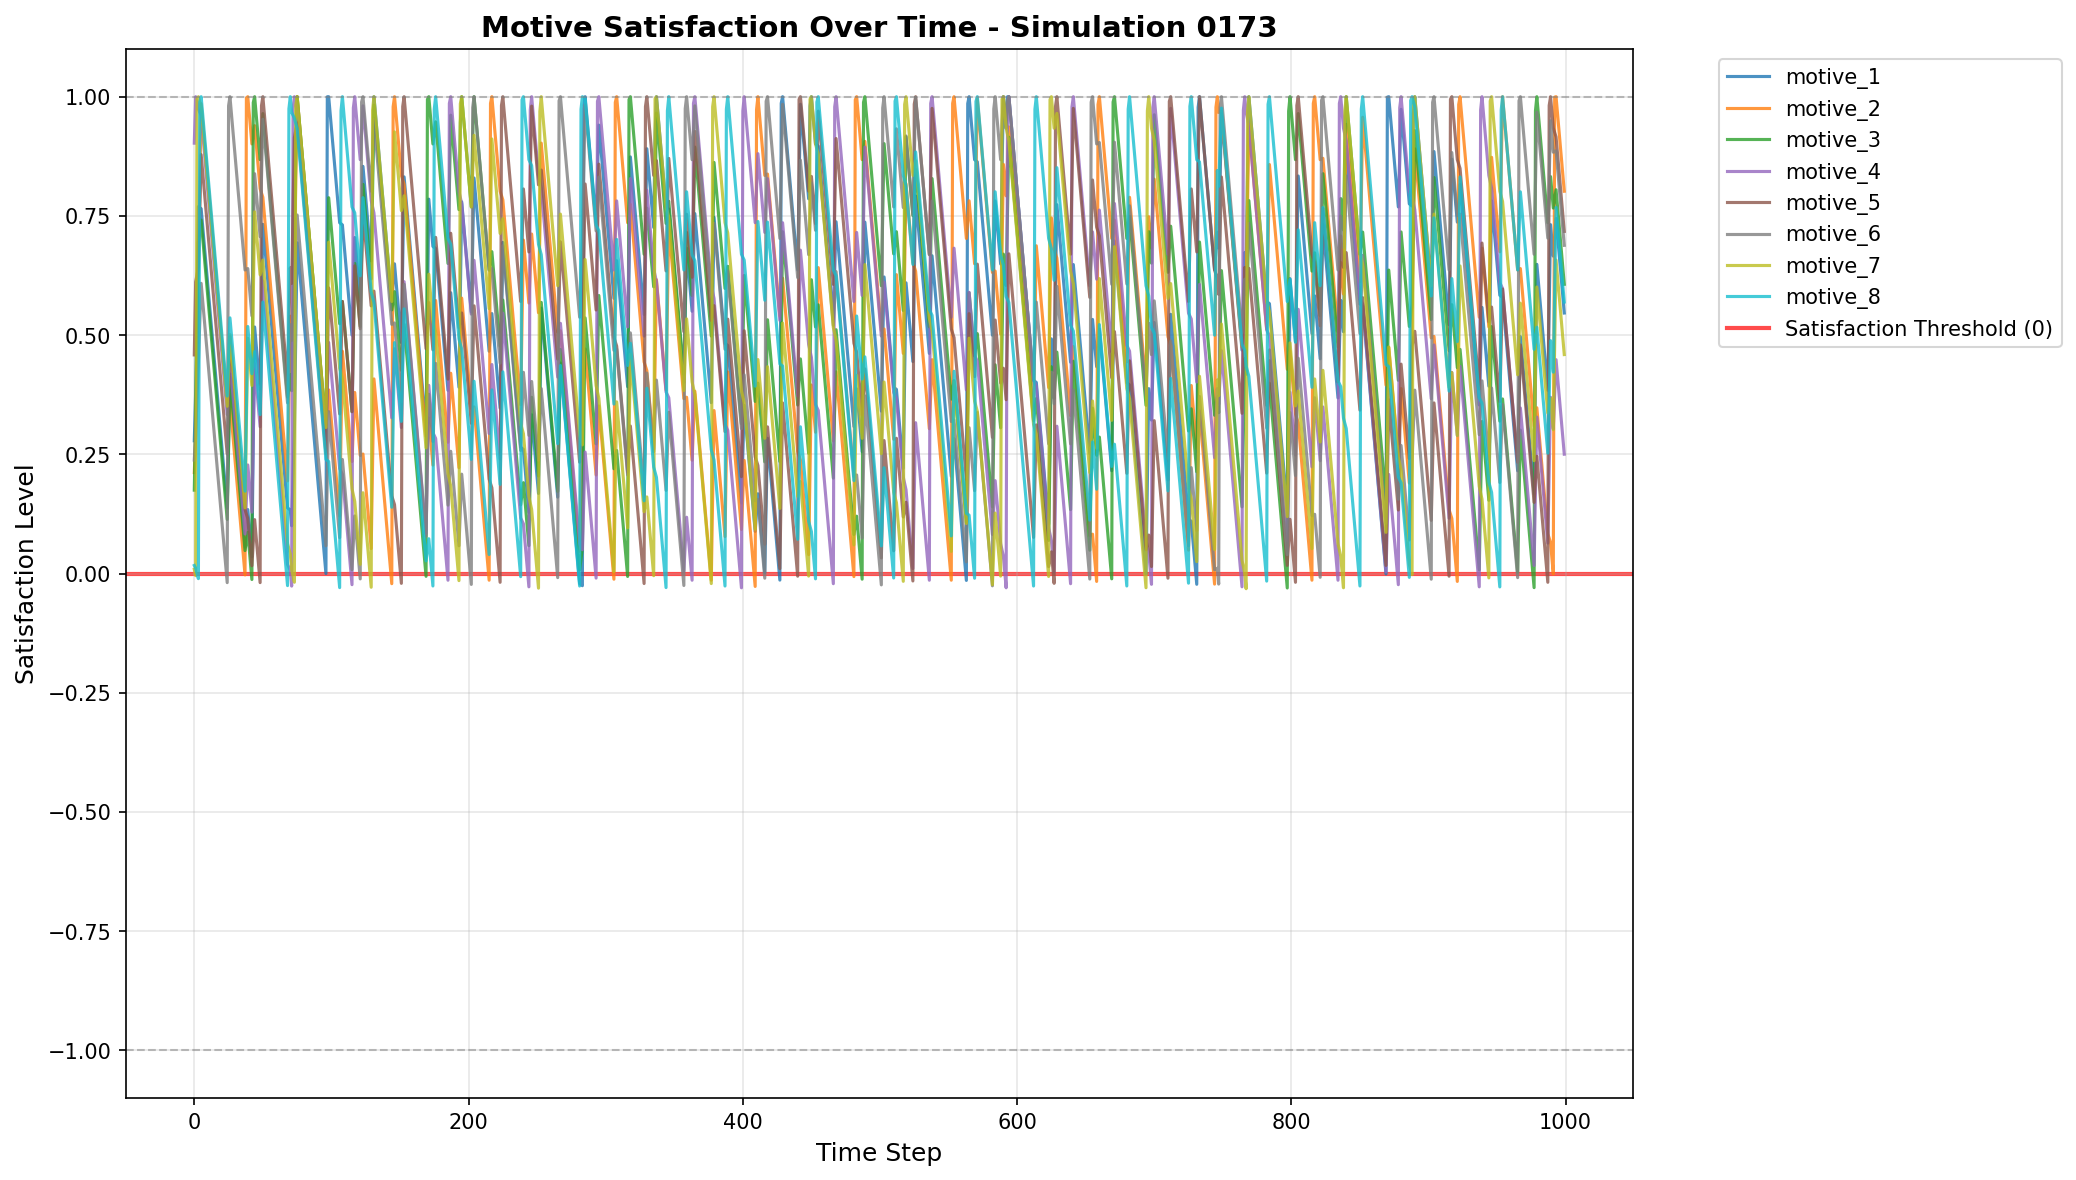 Motive Satisfaction Over Time - Simulation 0173
Satisfaction Level
1.00
0.75
0.50
0.25
0.00
−0.25
−0.50
−0.75
−1.00
0
200
400
600
800
1000
Time Step
motive_1
motive_2
motive_3
motive_4
motive_5
motive_6
motive_7
motive_8
Satisfaction Threshold (0)